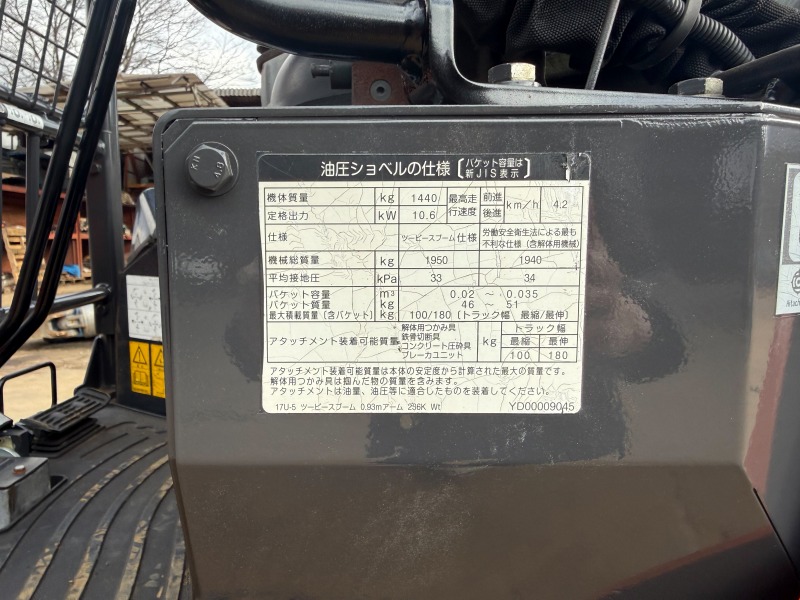 油圧ショベルの仕様 〔バケット容量は 新JIS表示〕
機体質量 kg 1440 最高走行速度 前進 後進 km/h 4.2
定格出力 kW 10.6
仕様 ツーピースブーム仕様 労働安全衛生法による最も不利な仕様（含解体用機械）
機械総質量 kg 1950 1940
平均接地圧 kPa 33 34
バケット容量 m³ 0.02 ～ 0.035
バケット質量 kg 46 ～ 51
最大積載質量（含バケット） kg 100/180〔トラック幅 最縮/最伸〕
アタッチメント装着可能質量 解体用つかみ具 鉄骨切断具 コンクリート圧砕具 ブレーカユニット kg トラック幅 最縮 最伸 100 180
アタッチメント装着可能質量は本体の安定度から計算された最大の質量です。
解体用つかみ具は掴んだ物の質量を含みます。
アタッチメントは油量、油圧等に適合したものを装着してください。
17U-5 ツーピースブーム 0.93mアーム 296K Wt YD00009045
4.8
Hitach